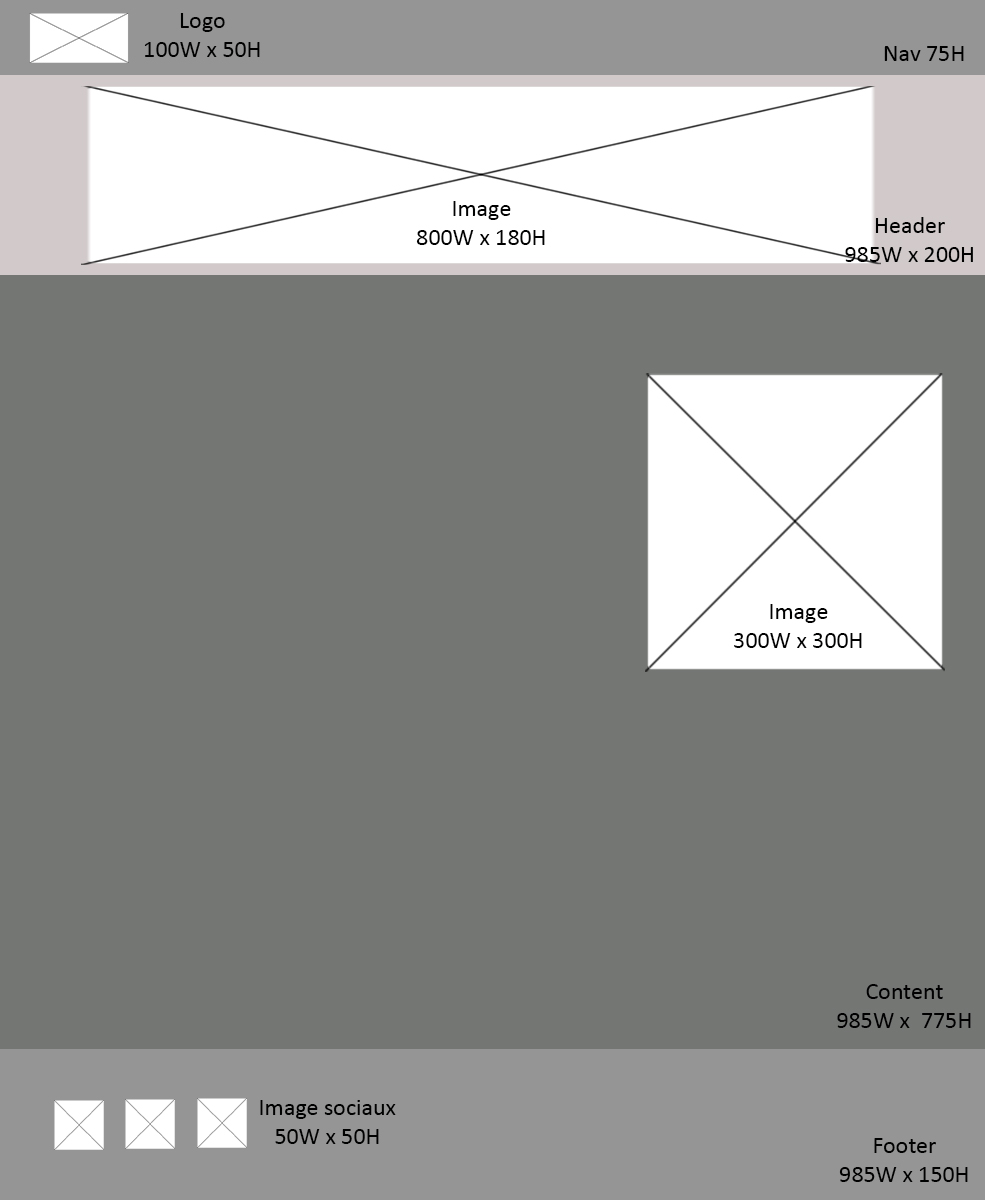 Logo
100W x 50H
Nav 75H
Image
800W x 180H
Header
985W x 200H
Image
300W x 300H
Content
985W x  775H
Image sociaux
50W x 50H
Footer
985W x 150H